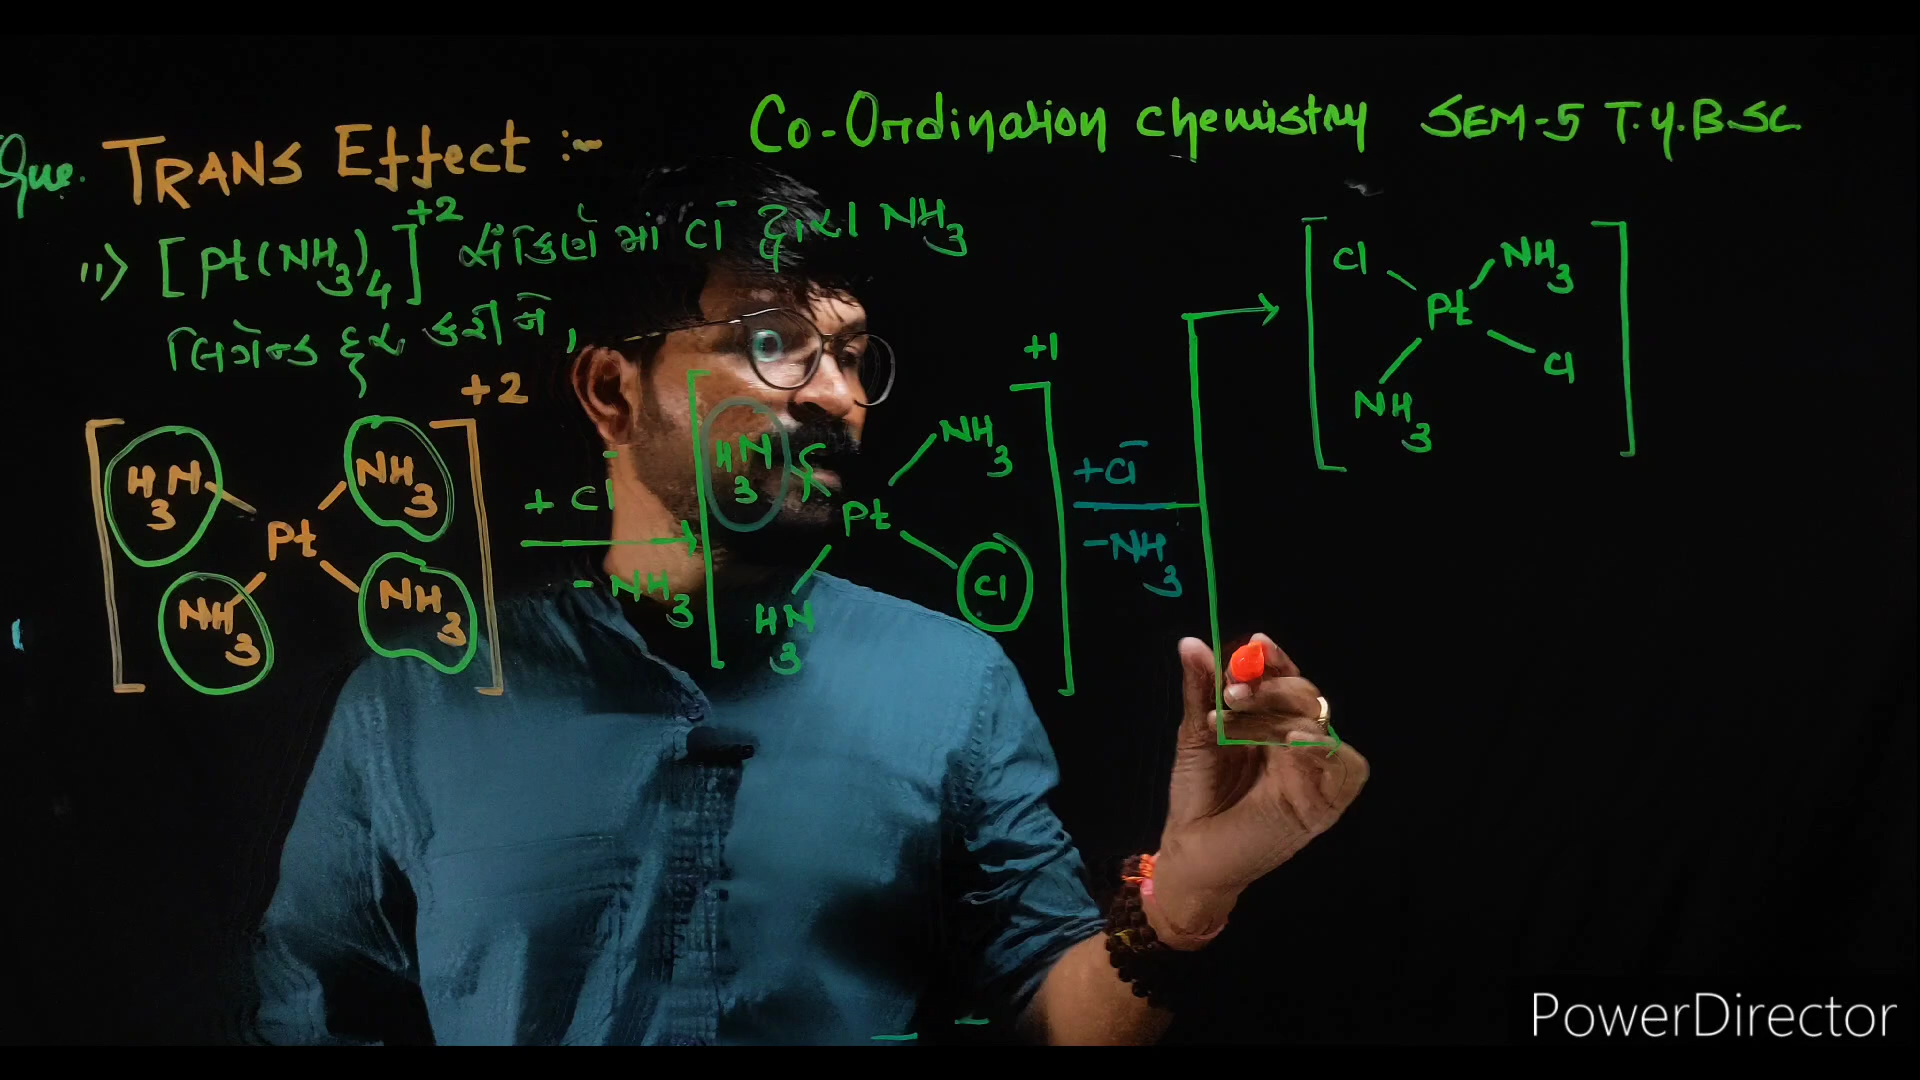 Co-Ordination chemistry SEM-5 T.Y.B.Sc
Que. TRANS Effect :-
(1) [Pt(NH3)4]+2 સંકિર્ણમાં Cl- દ્વારા NH3
લિગેન્ડ દુર કરીને,
+2
H3N NH3
Pt
NH3 NH3
+ Cl-
- NH3
+1
H3N NH3
Pt
H3N Cl
+Cl-
-NH3
Cl NH3
Pt
NH3 Cl
PowerDirector